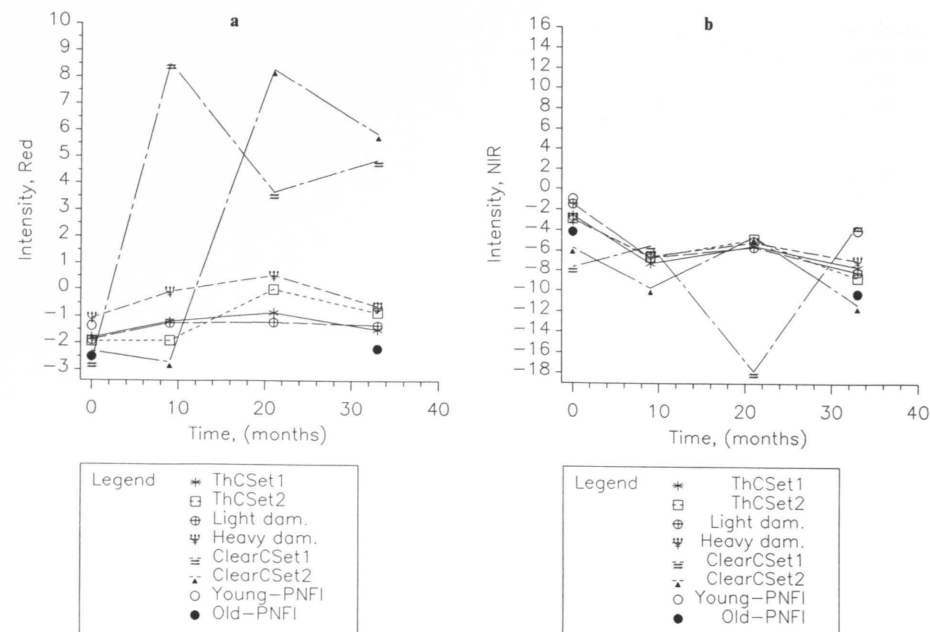 a
10
9
8
7
6
5
4
3
2
1
0
−1
−2
−3
Intensity, Red
0 10 20 30 40
Time, (months)
Legend
ThCSet1
ThCSet2
Light dam.
Heavy dam.
ClearCSet1
ClearCSet2
Young−PNFI
Old−PNFI
b
16
14
12
10
8
6
4
2
0
−2
−4
−6
−8
−10
−12
−14
−16
−18
Intensity, NIR
0 10 20 30 40
Time, (months)
Legend
ThCSet1
ThCSet2
Light dam.
Heavy dam.
ClearCSet1
ClearCSet2
Young−PNFI
Old−PNFI